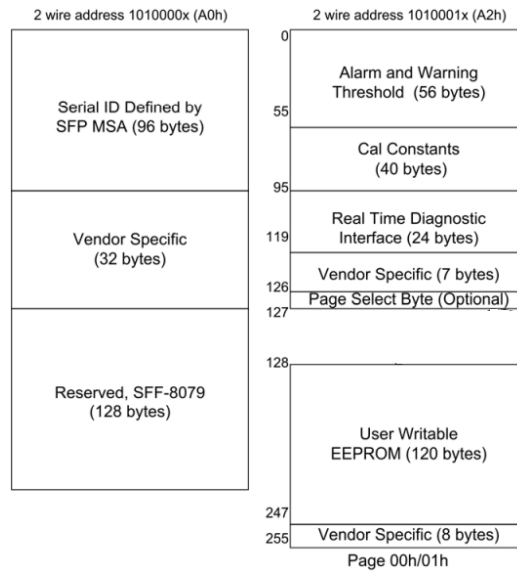 2 wire address 1010000x (A0h)
Serial ID Defined by
SFP MSA (96 bytes)
Vendor Specific
(32 bytes)
Reserved, SFF-8079
(128 bytes)
2 wire address 1010001x (A2h)
0
Alarm and Warning
Threshold (56 bytes)
55
Cal Constants
(40 bytes)
95
Real Time Diagnostic
Interface (24 bytes)
119
Vendor Specific (7 bytes)
126
Page Select Byte (Optional)
127
128
User Writable
EEPROM (120 bytes)
247
Vendor Specific (8 bytes)
255
Page 00h/01h